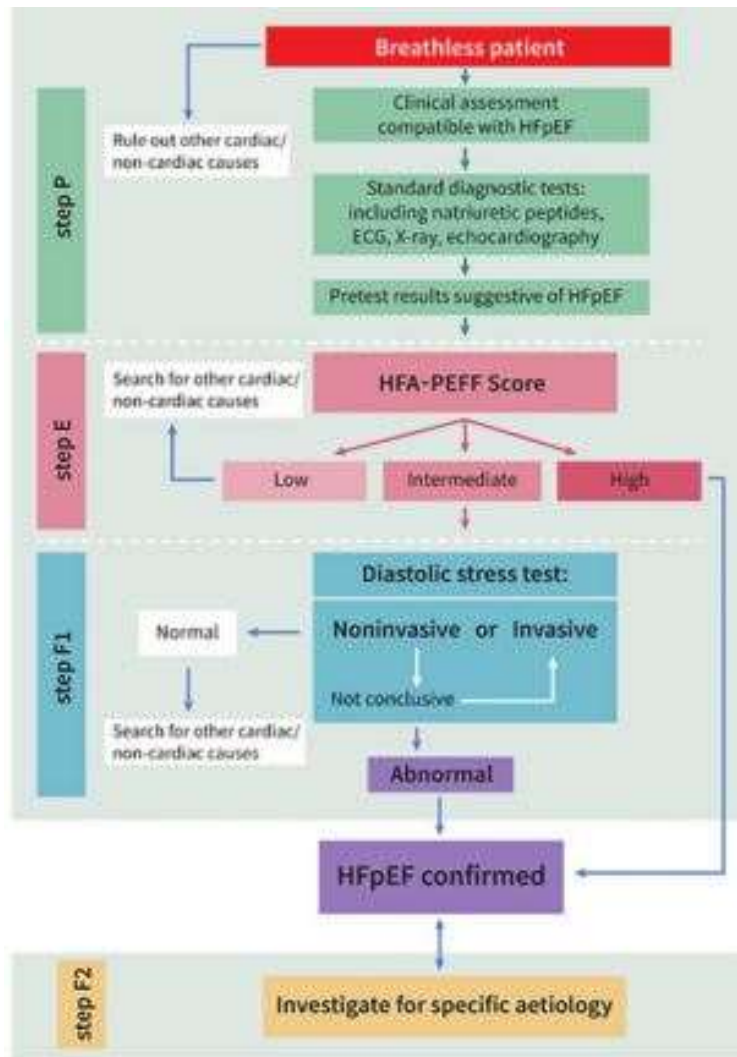 Breathless patient
Clinical assessment
compatible with HFpEF
Rule out other cardiac/
non-cardiac causes
step P
Standard diagnostic tests:
including natriuretic peptides,
ECG, X-ray, echocardiography
Pretest results suggestive of HFpEF
Search for other cardiac/
non-cardiac causes
HFA-PEFF Score
step E
Low
Intermediate
High
Diastolic stress test:
Normal
Noninvasive or Invasive
step F1
Not conclusive
Search for other cardiac/
non-cardiac causes
Abnormal
HFpEF confirmed
step F2
Investigate for specific aetiology